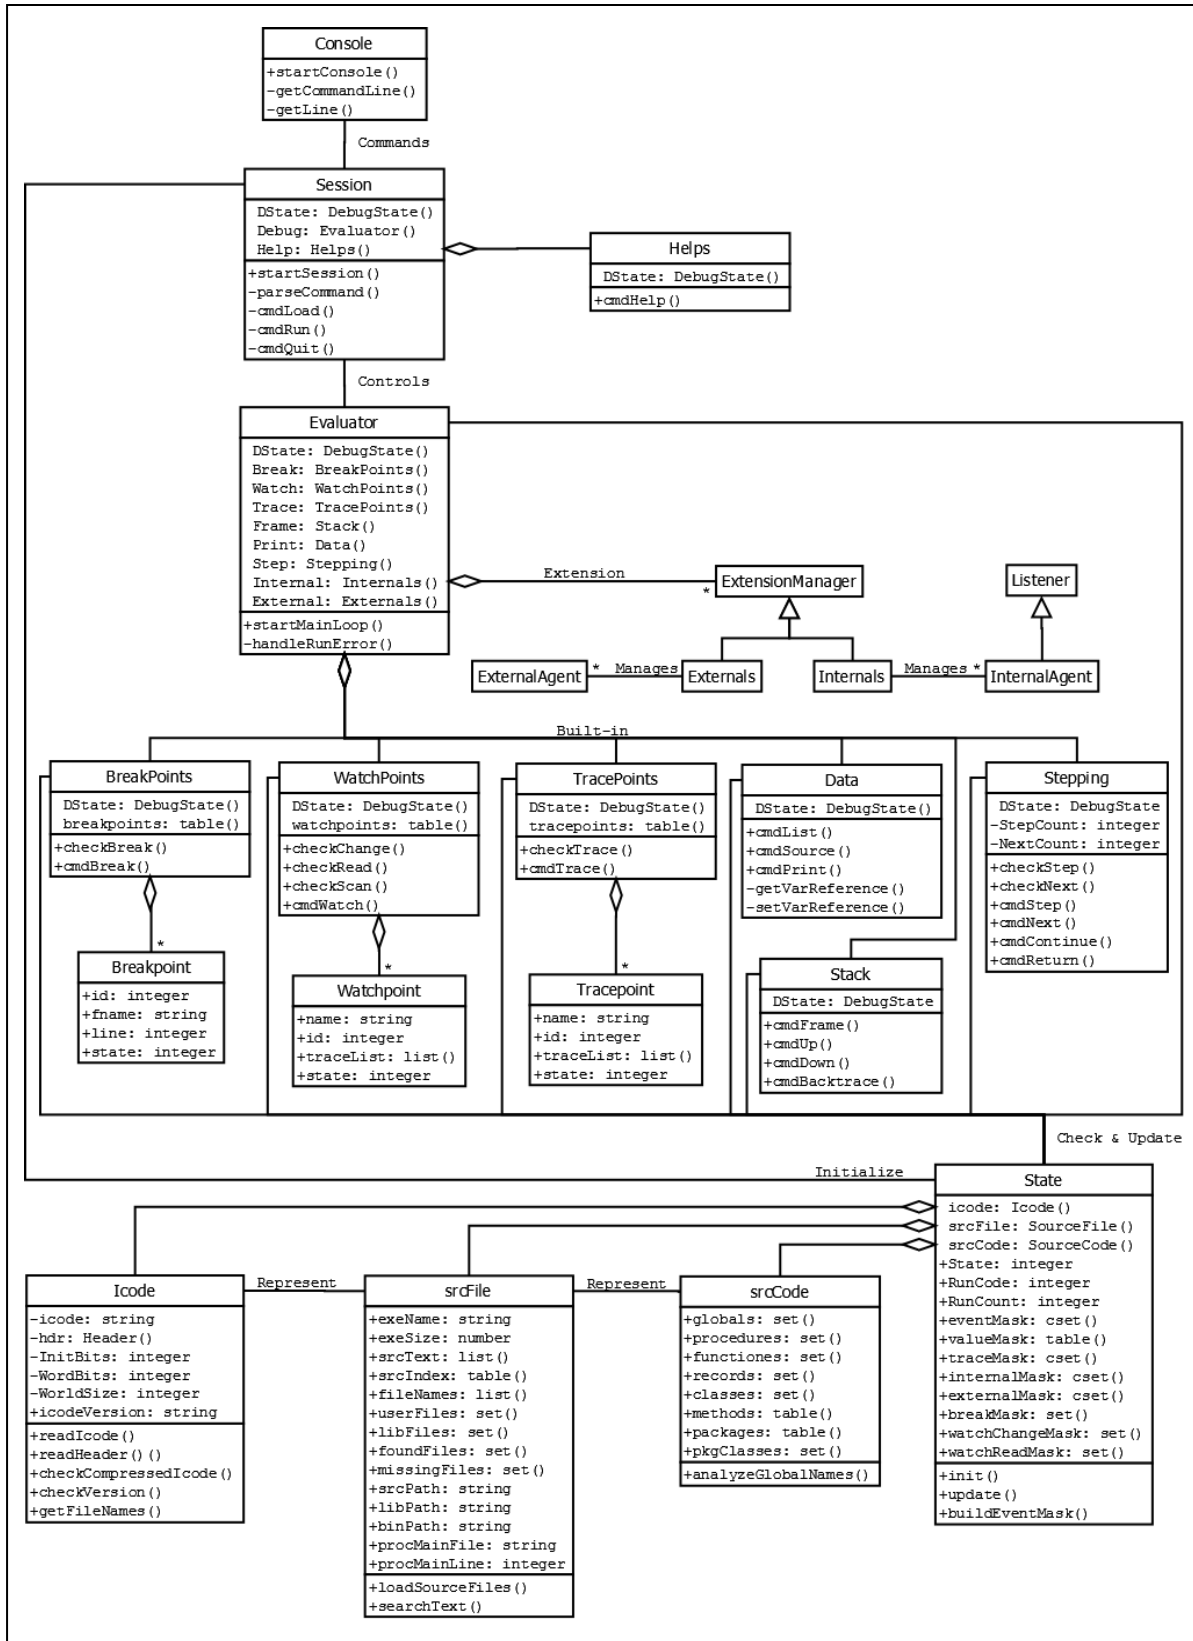 Console
+startConsole()
-getCommandLine()
-getLine()
Commands
Session
DState: DebugState()
Debug: Evaluator()
Help: Helps()
+startSession()
-parseCommand()
-cmdLoad()
-cmdRun()
-cmdQuit()
Helps
DState: DebugState()
+cmdHelp()
Controls
Evaluator
DState: DebugState()
Break: BreakPoints()
Watch: WatchPoints()
Trace: TracePoints()
Frame: Stack()
Print: Data()
Step: Stepping()
Internal: Internals()
External: Externals()
+startMainLoop()
-handleRunError()
Extension
*
ExtensionManager
Listener
ExternalAgent
*
Manages
Externals
Internals
Manages
*
InternalAgent
Built-in
BreakPoints
DState: DebugState()
breakpoints: table()
+checkBreak()
+cmdBreak()
*
Breakpoint
+id: integer
+fname: string
+line: integer
+state: integer
WatchPoints
DState: DebugState()
watchpoints: table()
+checkChange()
+checkRead()
+checkScan()
+cmdWatch()
*
Watchpoint
+name: string
+id: integer
+traceList: list()
+state: integer
TracePoints
DState: DebugState()
tracepoints: table()
+checkTrace()
+cmdTrace()
*
Tracepoint
+name: string
+id: integer
+traceList: list()
+state: integer
Data
DState: DebugState()
+cmdList()
+cmdSource()
+cmdPrint()
-getVarReference()
-setVarReference()
Stack
DState: DebugState
+cmdFrame()
+cmdUp()
+cmdDown()
+cmdBacktrace()
Stepping
DState: DebugState
-StepCount: integer
-NextCount: integer
+checkStep()
+checkNext()
+cmdStep()
+cmdNext()
+cmdContinue()
+cmdReturn()
Check & Update
Initialize
State
icode: Icode()
srcFile: SourceFile()
srcCode: SourceCode()
+State: integer
+RunCode: integer
+RunCount: integer
+eventMask: cset()
+valueMask: table()
+traceMask: cset()
+internalMask: cset()
+externalMask: cset()
+breakMask: set()
+watchChangeMask: set()
+watchReadMask: set()
+init()
+update()
+buildEventMask()
Icode
-icode: string
-hdr: Header()
-InitBits: integer
-WordBits: integer
-WorldSize: integer
+icodeVersion: string
+readIcode()
+readHeader()()
+checkCompressedIcode()
+checkVersion()
+getFileNames()
Represent
srcFile
+exeName: string
+exeSize: number
+srcText: list()
+srcIndex: table()
+fileNames: list()
+userFiles: set()
+libFiles: set()
+foundFiles: set()
+missingFiles: set()
+srcPath: string
+libPath: string
+binPath: string
+procMainFile: string
+procMainLine: integer
+loadSourceFiles()
+searchText()
Represent
srcCode
+globals: set()
+procedures: set()
+functiones: set()
+records: set()
+classes: set()
+methods: table()
+packages: table()
+pkgClasses: set()
+analyzeGlobalNames()